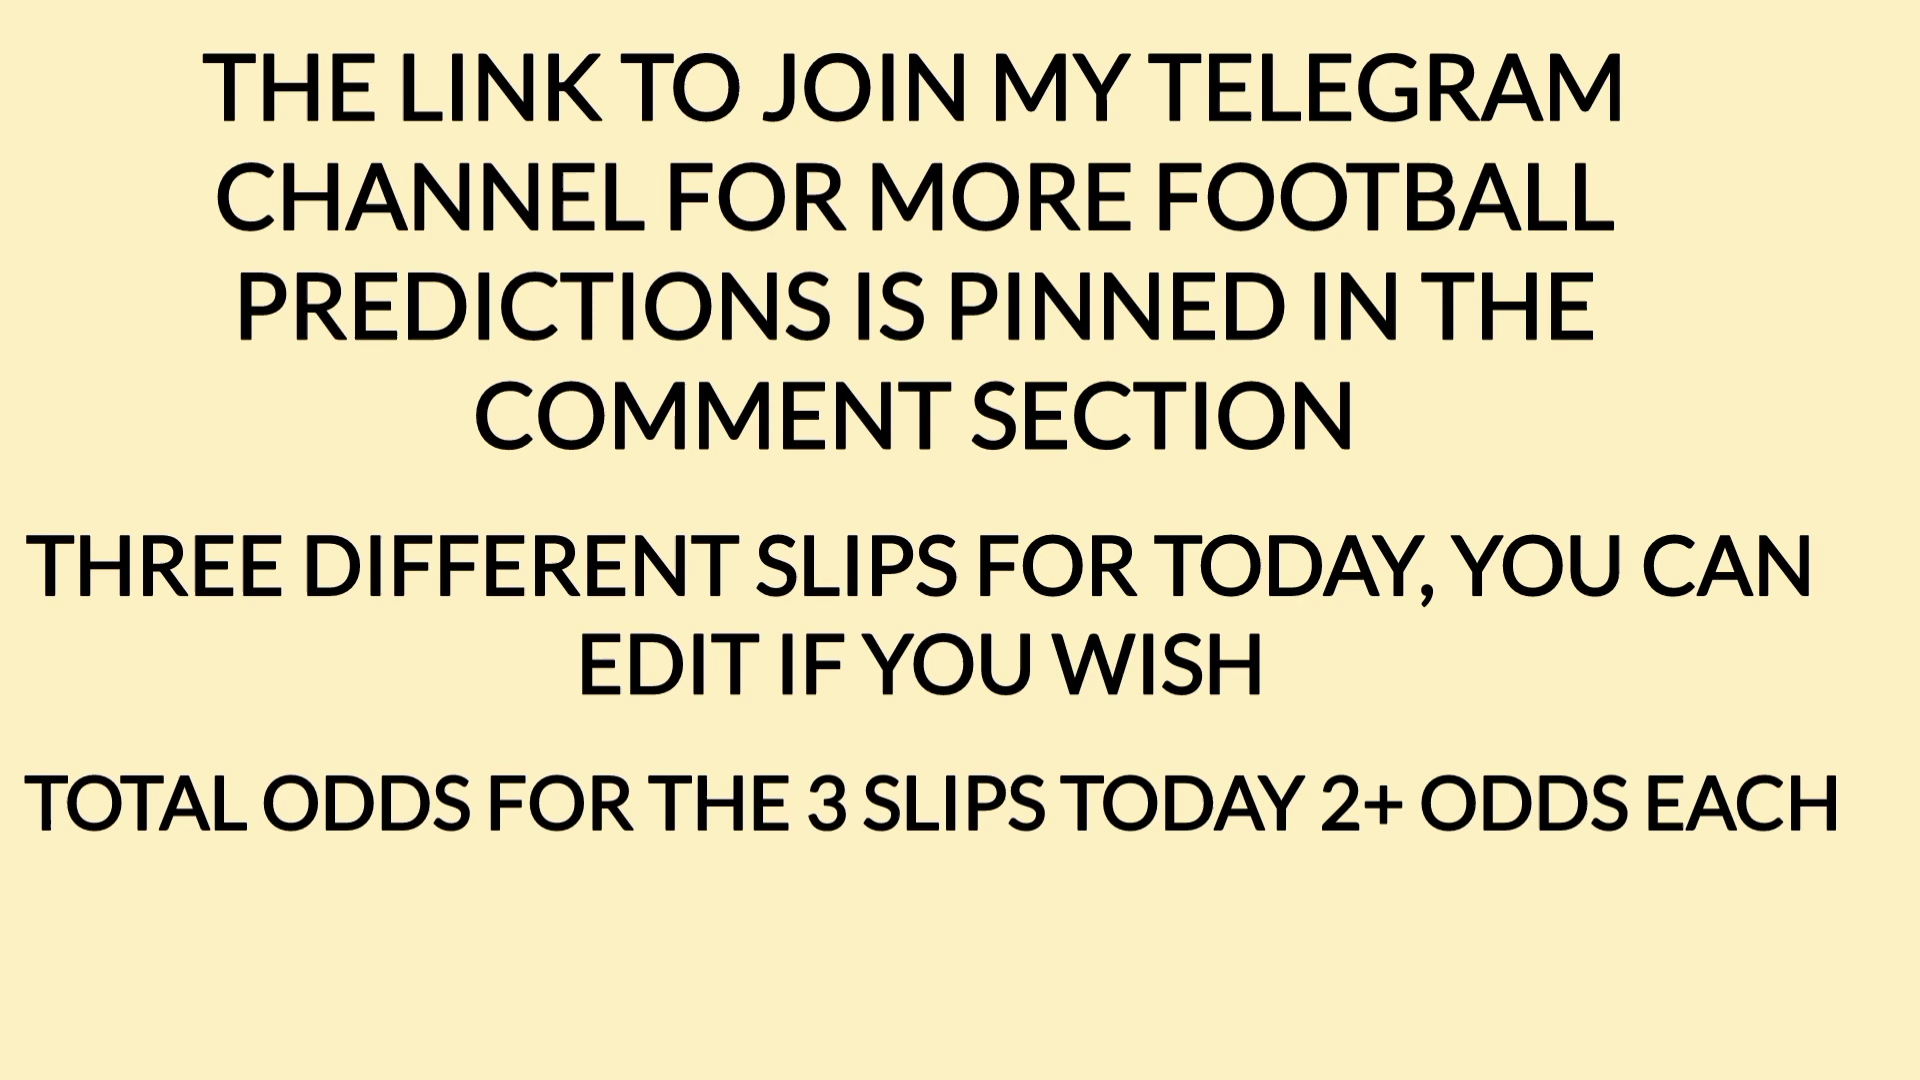 THE LINK TO JOIN MY TELEGRAM
CHANNEL FOR MORE FOOTBALL
PREDICTIONS IS PINNED IN THE
COMMENT SECTION
THREE DIFFERENT SLIPS FOR TODAY, YOU CAN
EDIT IF YOU WISH
TOTAL ODDS FOR THE 3 SLIPS TODAY 2+ ODDS EACH